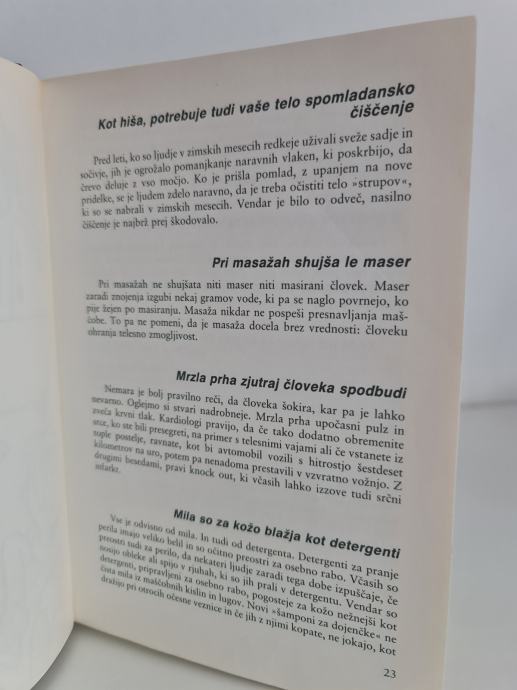 Kot hiša, potrebuje tudi vaše telo spomladansko
čiščenje
Pred leti, ko so ljudje v zimskih mesecih redkeje uživali sveže sadje in
sočivje, jih je ogrožalo pomanjkanje naravnih vlaken, ki poskrbijo, da
črevo deluje z vso močjo. Ko je prišla pomlad, z upanjem na nove
pridelke, se je ljudem zdelo naravno, da je treba očistiti telo »strupov«,
ki so se nabrali v zimskih mesecih. Vendar je bilo to odveč, nasilno
čiščenje je najbrž prej škodovalo.
Pri masažah shujša le maser
Pri masažah ne shujšata niti maser niti masirani človek. Maser
zaradi znojenja izgubi nekaj gramov vode, ki pa se naglo povrnejo, ko
pije žejen po masiranju. Masaža nikdar ne pospeši presnavljanja maš-
čobe. To pa ne pomeni, da je masaža docela brez vrednosti: človeku
ohranja telesno zmogljivost.
Mrzla prha zjutraj človeka spodbudi
Nemara je bolj pravilno reči, da človeka šokira, kar pa je lahko
nevarno. Oglejmo si stvari nadrobneje. Mrzla prha upočasni pulz in
zveča krvni tlak. Kardiologi pravijo, da če tako dodatno obremenite
srce, ko ste bili presegreti, na primer s telesnimi vajami ali če vstanete iz
tople postelje, ravnate, kot bi avtomobil vozili s hitrostjo šestdeset
kilometrov na uro, potem pa nenadoma prestavili v vzvratno vožnjo. Z
drugimi besedami, pravi knock out, ki včasih lahko izzove tudi srčni
infarkt.
Mila so za kožo blažja kot detergenti
Vse je odvisno od mila. In tudi od detergenta. Detergenti za pranje
perila imajo veliko belil in so očitno preostri za osebno rabo. Včasih so
preostri tudi za perilo, da nekateri ljudje zaradi tega dobe izpuščaje, če
nosijo obleke ali spijo v rjuhah, ki so jih prali v detergentu. Vendar so
detergenti, pripravljeni za osebno rabo, pogosteje za kožo nežnejši kot
čista mila iz maščobnih kislin in lugov. Novi »šamponi za dojenčke« ne
dražijo pri otrocih očesne veznice in če jih z njimi kopate, ne jokajo, kot
23